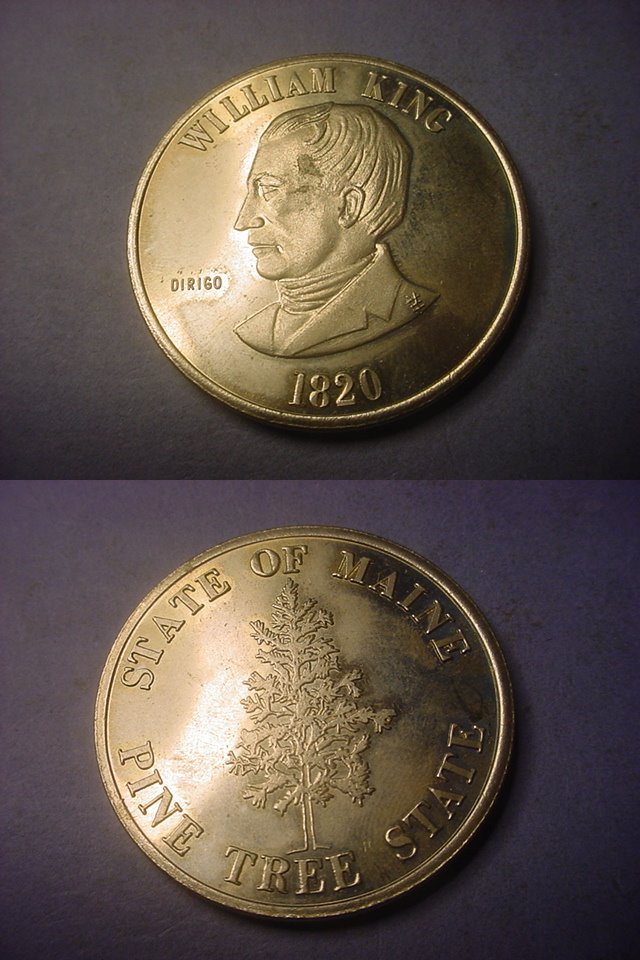 WILLIAM KING
DIRIGO
1820
STATE OF MAINE
PINE TREE STATE